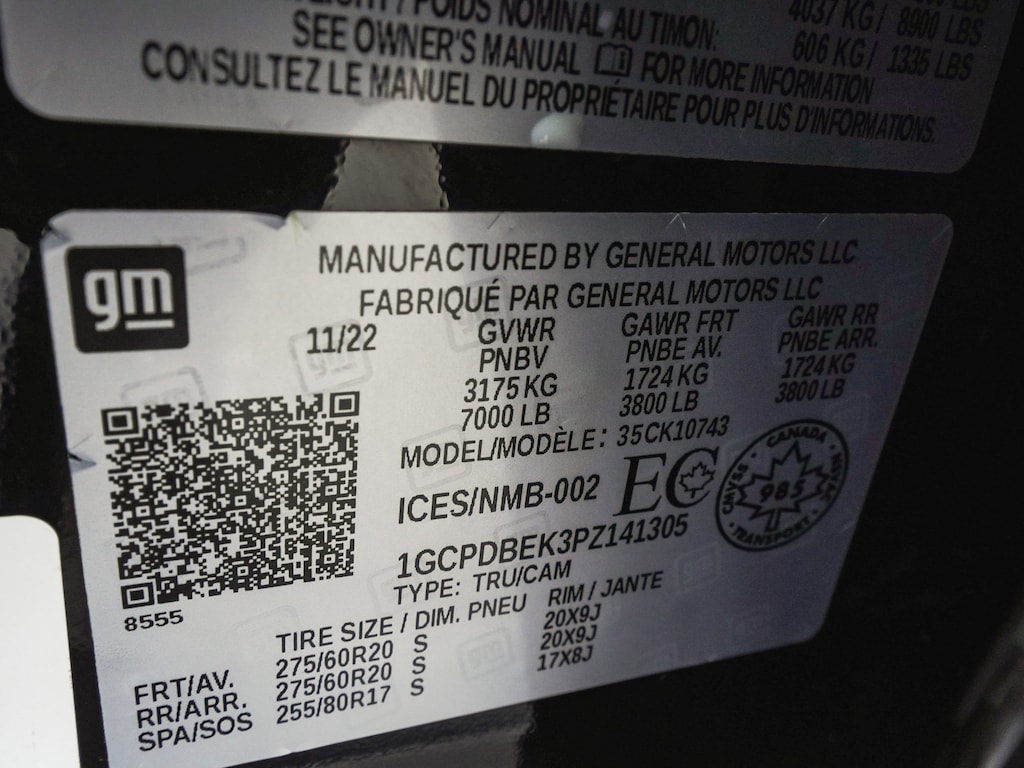 4037 KG/ 8900 LBS
/ POIDS NOMINAL AU TIMON: 606 KG/ 1335 LBS
SEE OWNER'S MANUAL FOR MORE INFORMATION
CONSULTEZ LE MANUEL DU PROPRIÉTAIRE POUR PLUS D'INFORMATIONS.
gm
MANUFACTURED BY GENERAL MOTORS LLC
FABRIQUÉ PAR GENERAL MOTORS LLC
11/22 GVWR GAWR FRT GAWR RR
PNBV PNBE AV. PNBE ARR.
3175 KG 1724 KG 1724 KG
7000 LB 3800 LB 3800 LB
MODEL/MODÈLE: 35CK10743
ICES/NMB-002 EC
CANADA
985
TRANSPORT
1GCPDBEK3PZ141305
TYPE: TRU/CAM
8555
TIRE SIZE / DIM. PNEU RIM / JANTE
FRT/AV. 275/60R20 S 20X9J
RR/ARR. 275/60R20 S 20X9J
SPA/SOS 255/80R17 S 17X8J